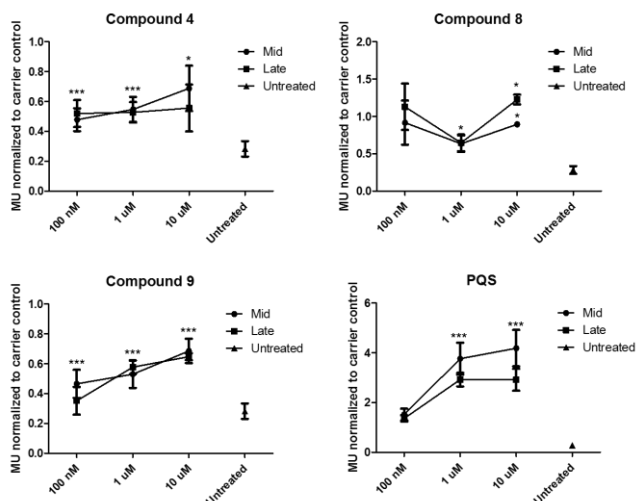 Compound 4
MU normalized to carrier control
1.0
0.8
0.6
0.4
0.2
0.0
***
***
*
Mid
Late
Untreated
100 nM
1 uM
10 uM
Untreated
Compound 8
MU normalized to carrier control
2.0
1.5
1.0
0.5
0.0
*
*
*
Mid
Late
Untreated
100 nM
1 uM
10 uM
Untreated
Compound 9
MU normalized to carrier control
1.0
0.8
0.6
0.4
0.2
0.0
***
***
***
Mid
Late
Untreated
100 nM
1 uM
10 uM
Untreated
PQS
MU normalized to carrier control
6
4
2
0
***
***
Mid
Late
Untreated
100 nM
1 uM
10 uM
Untreated